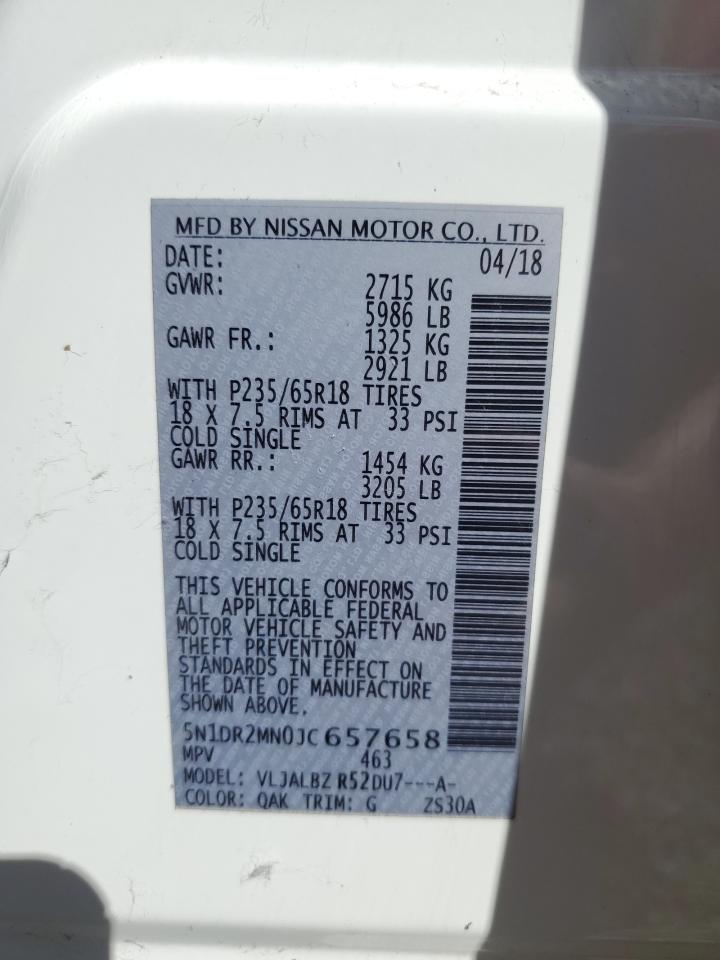 MFD BY NISSAN MOTOR CO., LTD.
DATE: 04/18
GVWR: 2715 KG
5986 LB
GAWR FR.: 1325 KG
2921 LB
WITH P235/65R18 TIRES
18 X 7.5 RIMS AT 33 PSI
COLD SINGLE
GAWR RR.: 1454 KG
3205 LB
WITH P235/65R18 TIRES
18 X 7.5 RIMS AT 33 PSI
COLD SINGLE
THIS VEHICLE CONFORMS TO
ALL APPLICABLE FEDERAL
MOTOR VEHICLE SAFETY AND
THEFT PREVENTION
STANDARDS IN EFFECT ON
THE DATE OF MANUFACTURE
SHOWN ABOVE.
5N1DR2MN0JC657658
MPV 463
MODEL: VLJALBZ R52DU7---A-
COLOR: QAK TRIM: G ZS30A